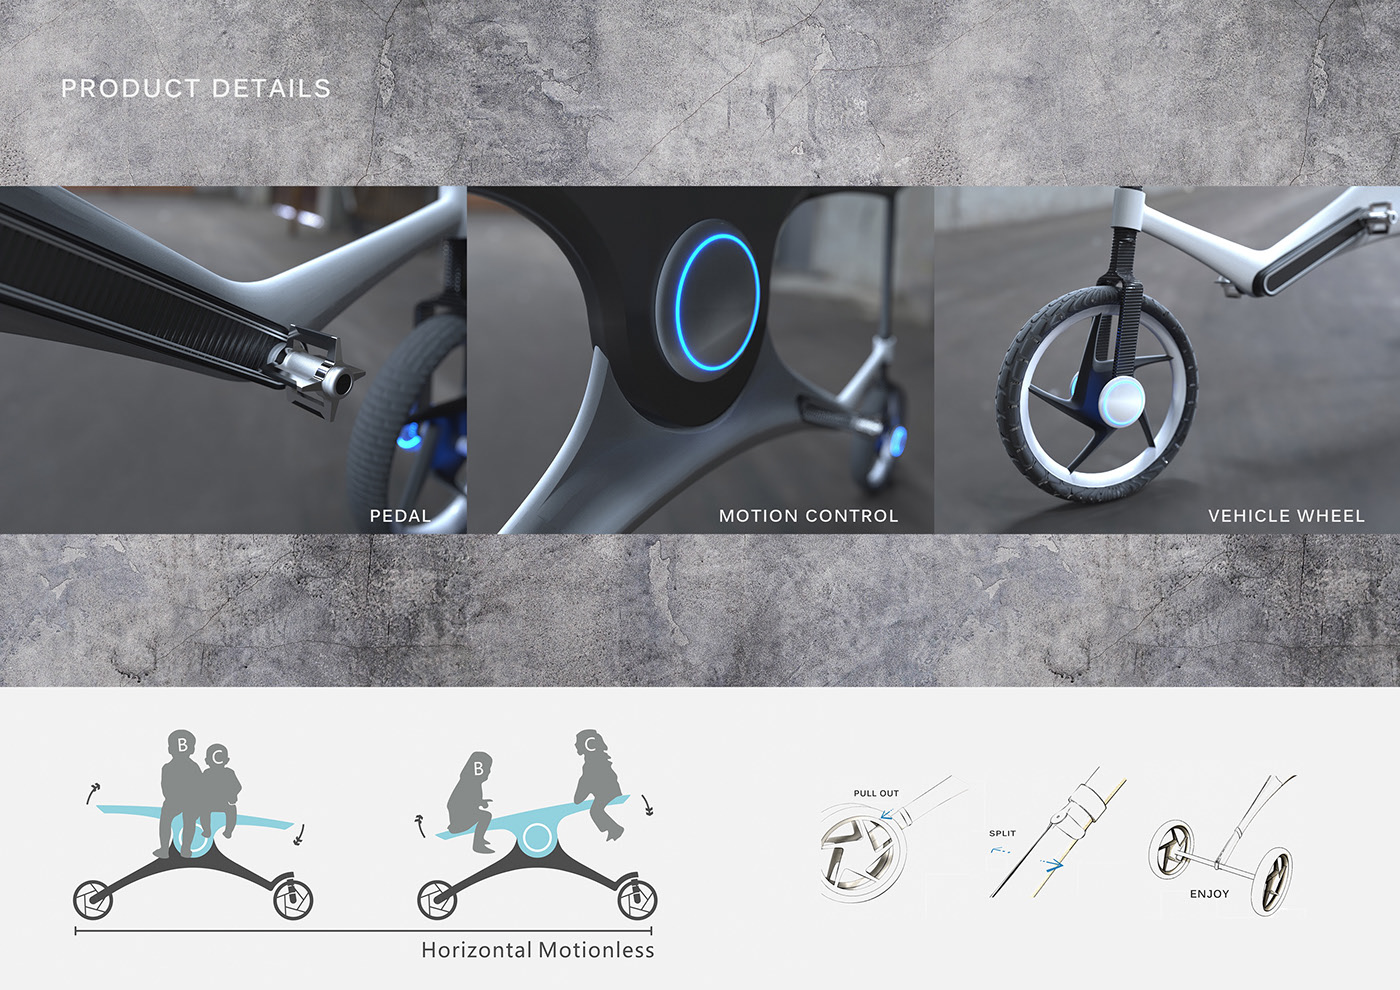 PRODUCT DETAILS
PEDAL
MOTION CONTROL
VEHICLE WHEEL
B
C
B
C
Horizontal Motionless
PULL OUT
SPLIT
ENJOY